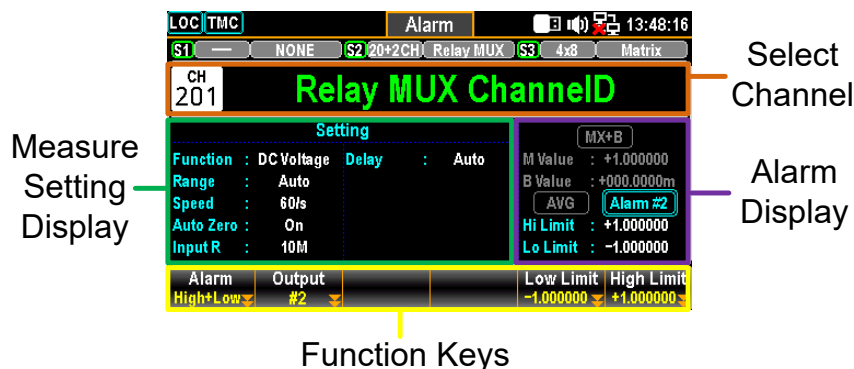 LOC TMC Alarm 13:48:16
S1 — NONE S2 20+2CH Relay MUX S3 4x8 Matrix
CH 201 Relay MUX ChannelID
Select Channel
Measure Setting Display
Setting
Function : DC Voltage Delay : Auto
Range : Auto
Speed : 60/s
Auto Zero : On
Input R : 10M
MX+B
M Value : +1.000000
B Value : +000.0000m
AVG Alarm #2
Hi Limit : +1.000000
Lo Limit : -1.000000
Alarm Display
Alarm Output Low Limit High Limit
High+Low #2 -1.000000 +1.000000
Function Keys